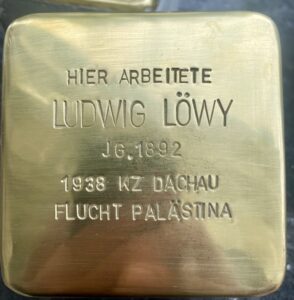 HIER ARBEITETE
LUDWIG LÖWY
JG.1892
1938 KZ DACHAU
FLUCHT PALÄSTINA